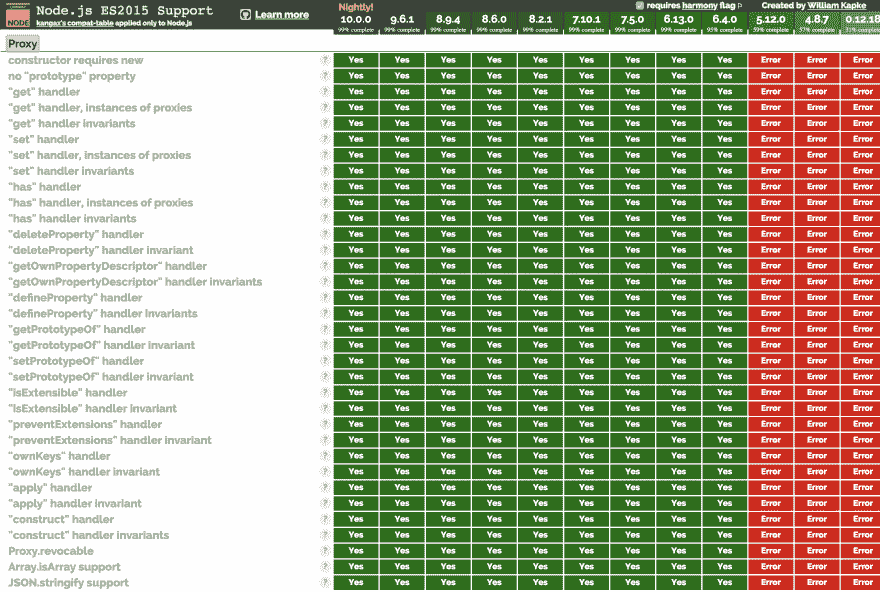 NODE
Node.js ES2015 Support
kangax's compat-table applied only to Node.js
Learn more
requires harmony flag
Created by William Kapke
Nightly!
10.0.0 9.6.1 8.9.4 8.6.0 8.2.1 7.10.1 7.5.0 6.13.0 6.4.0 5.12.0 4.8.7 0.12.18
99% complete 99% complete 99% complete 99% complete 99% complete 99% complete 99% complete 99% complete 95% complete 59% complete 57% complete 31% complete
Proxy
constructor requires new ? Yes Yes Yes Yes Yes Yes Yes Yes Yes Error Error Error
no "prototype" property ? Yes Yes Yes Yes Yes Yes Yes Yes Yes Error Error Error
"get" handler ? Yes Yes Yes Yes Yes Yes Yes Yes Yes Error Error Error
"get" handler, instances of proxies ? Yes Yes Yes Yes Yes Yes Yes Yes Yes Error Error Error
"get" handler invariants ? Yes Yes Yes Yes Yes Yes Yes Yes Yes Error Error Error
"set" handler ? Yes Yes Yes Yes Yes Yes Yes Yes Yes Error Error Error
"set" handler, instances of proxies ? Yes Yes Yes Yes Yes Yes Yes Yes Yes Error Error Error
"set" handler invariants ? Yes Yes Yes Yes Yes Yes Yes Yes Yes Error Error Error
"has" handler ? Yes Yes Yes Yes Yes Yes Yes Yes Yes Error Error Error
"has" handler, instances of proxies ? Yes Yes Yes Yes Yes Yes Yes Yes Yes Error Error Error
"has" handler invariants ? Yes Yes Yes Yes Yes Yes Yes Yes Yes Error Error Error
"deleteProperty" handler ? Yes Yes Yes Yes Yes Yes Yes Yes Yes Error Error Error
"deleteProperty" handler invariant ? Yes Yes Yes Yes Yes Yes Yes Yes Yes Error Error Error
"getOwnPropertyDescriptor" handler ? Yes Yes Yes Yes Yes Yes Yes Yes Yes Error Error Error
"getOwnPropertyDescriptor" handler invariants ? Yes Yes Yes Yes Yes Yes Yes Yes Yes Error Error Error
"defineProperty" handler ? Yes Yes Yes Yes Yes Yes Yes Yes Yes Error Error Error
"defineProperty" handler invariants ? Yes Yes Yes Yes Yes Yes Yes Yes Yes Error Error Error
"getPrototypeOf" handler ? Yes Yes Yes Yes Yes Yes Yes Yes Yes Error Error Error
"getPrototypeOf" handler invariant ? Yes Yes Yes Yes Yes Yes Yes Yes Yes Error Error Error
"setPrototypeOf" handler ? Yes Yes Yes Yes Yes Yes Yes Yes Yes Error Error Error
"setPrototypeOf" handler invariant ? Yes Yes Yes Yes Yes Yes Yes Yes Yes Error Error Error
"isExtensible" handler ? Yes Yes Yes Yes Yes Yes Yes Yes Yes Error Error Error
"isExtensible" handler invariant ? Yes Yes Yes Yes Yes Yes Yes Yes Yes Error Error Error
"preventExtensions" handler ? Yes Yes Yes Yes Yes Yes Yes Yes Yes Error Error Error
"preventExtensions" handler invariant ? Yes Yes Yes Yes Yes Yes Yes Yes Yes Error Error Error
"ownKeys" handler ? Yes Yes Yes Yes Yes Yes Yes Yes Yes Error Error Error
"ownKeys" handler invariant ? Yes Yes Yes Yes Yes Yes Yes Yes Yes Error Error Error
"apply" handler ? Yes Yes Yes Yes Yes Yes Yes Yes Yes Error Error Error
"apply" handler invariant ? Yes Yes Yes Yes Yes Yes Yes Yes Yes Error Error Error
"construct" handler ? Yes Yes Yes Yes Yes Yes Yes Yes Yes Error Error Error
"construct" handler invariants ? Yes Yes Yes Yes Yes Yes Yes Yes Yes Error Error Error
Proxy.revocable ? Yes Yes Yes Yes Yes Yes Yes Yes Yes Error Error Error
Array.isArray support ? Yes Yes Yes Yes Yes Yes Yes Yes Yes Error Error Error
JSON.stringify support ? Yes Yes Yes Yes Yes Yes Yes Yes Yes Error Error Error